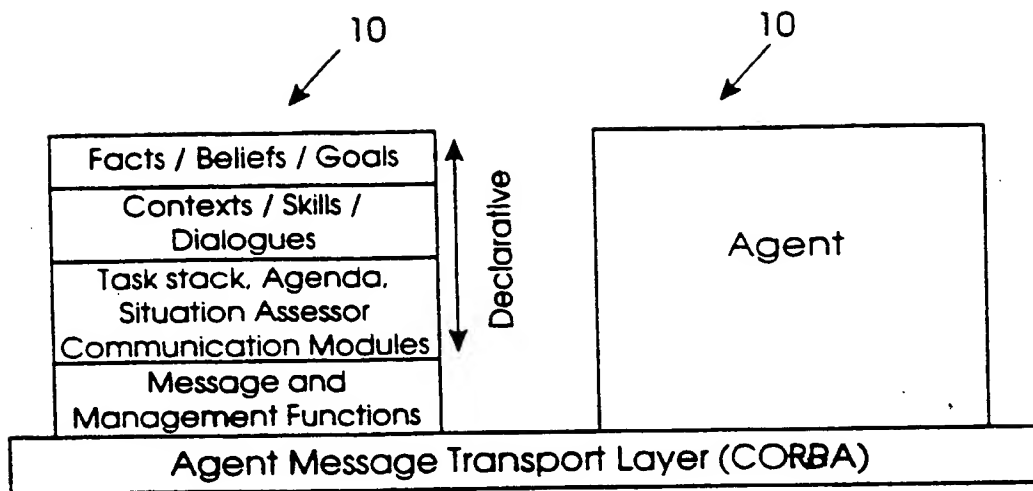 10
10
Facts / Beliefs / Goals
Contexts / Skills /
Dialogues
Task stack, Agenda,
Situation Assessor
Communication Modules
Message and
Management Functions
Declarative
Agent
Agent Message Transport Layer (CORBA)